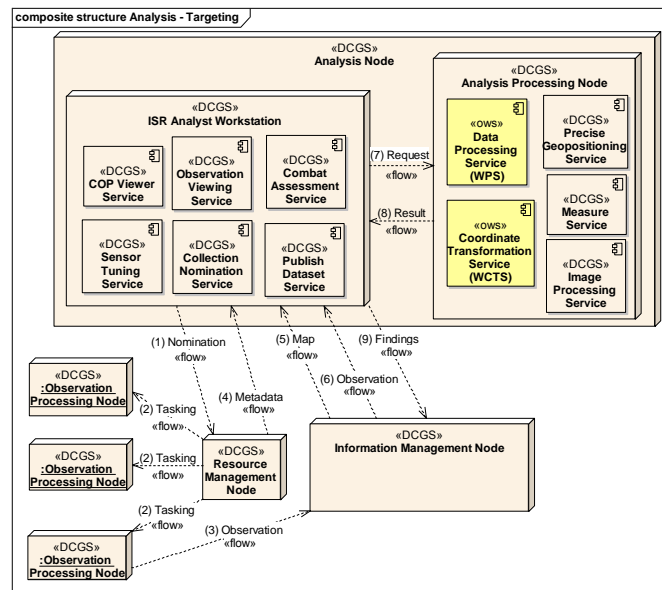 composite structure Analysis - Targeting
«DCGS»
Analysis Node
«DCGS»
ISR Analyst Workstation
«DCGS»
COP Viewer
Service
«DCGS»
Observation
Viewing
Service
«DCGS»
Combat
Assessment
Service
«DCGS»
Sensor
Tuning
Service
«DCGS»
Collection
Nomination
Service
«DCGS»
Publish
Dataset
Service
(7) Request
«flow»
(8) Result
«flow»
«DCGS»
Analysis Processing Node
«ows»
Data
Processing
Service
(WPS)
«DCGS»
Precise
Geopositioning
Service
«ows»
Coordinate
Transformation
Service
(WCTS)
«DCGS»
Measure
Service
«DCGS»
Image
Processing
Service
(1) Nomination
«flow»
(4) Metadata
«flow»
(5) Map
«flow»
(6) Observation
«flow»
(9) Findings
«flow»
«DCGS»
:Observation
Processing Node
(2) Tasking
«flow»
«DCGS»
:Observation
Processing Node
(2) Tasking
«flow»
«DCGS»
Resource
Management
Node
«DCGS»
Information Management Node
(2) Tasking
«flow»
«DCGS»
:Observation
Processing Node
(3) Observation
«flow»